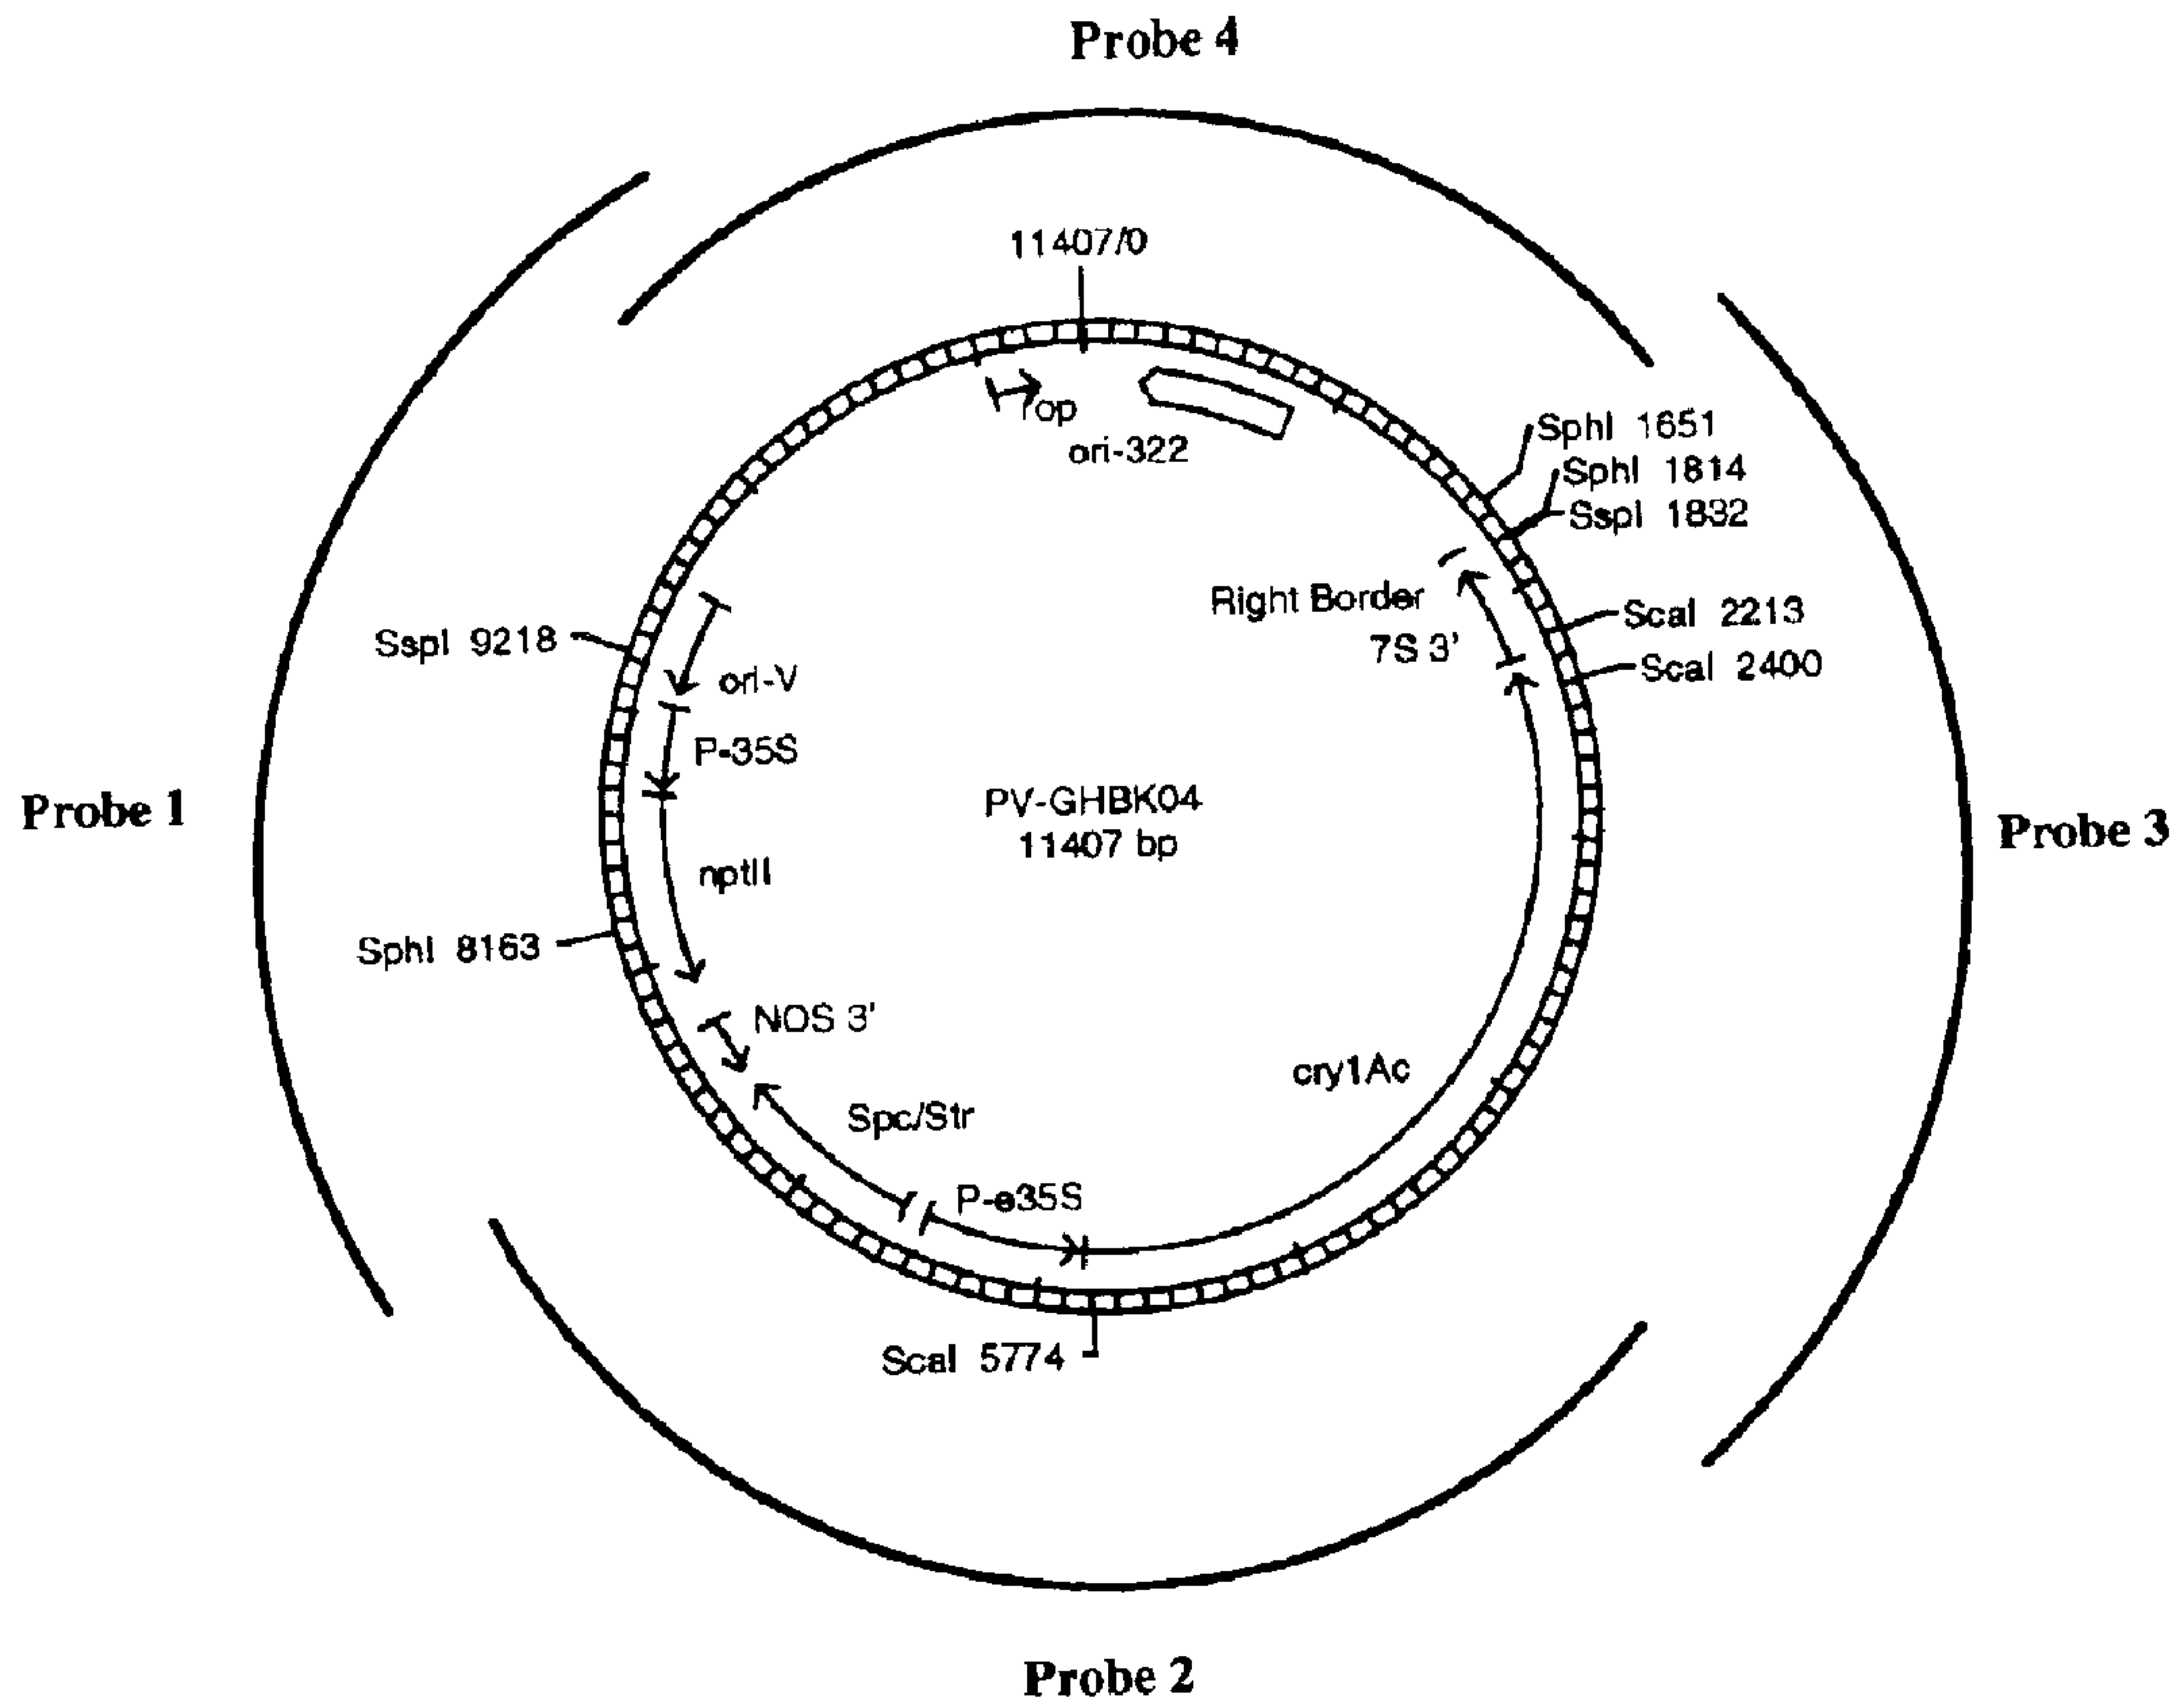 Probe 4
11407/0
rop
ori-322
SphI 1651
SphI 1814
SspI 1832
Right Border
7S 3'
ScaI 2213
ScaI 2400
SspI 9218
ori-V
P-35S
PV-GHBK04
11407 bp
Probe 1
Probe 3
nptII
SphI 8163
NOS 3'
cry1Ac
Spc/Str
P-e35S
ScaI 5774
Probe 2